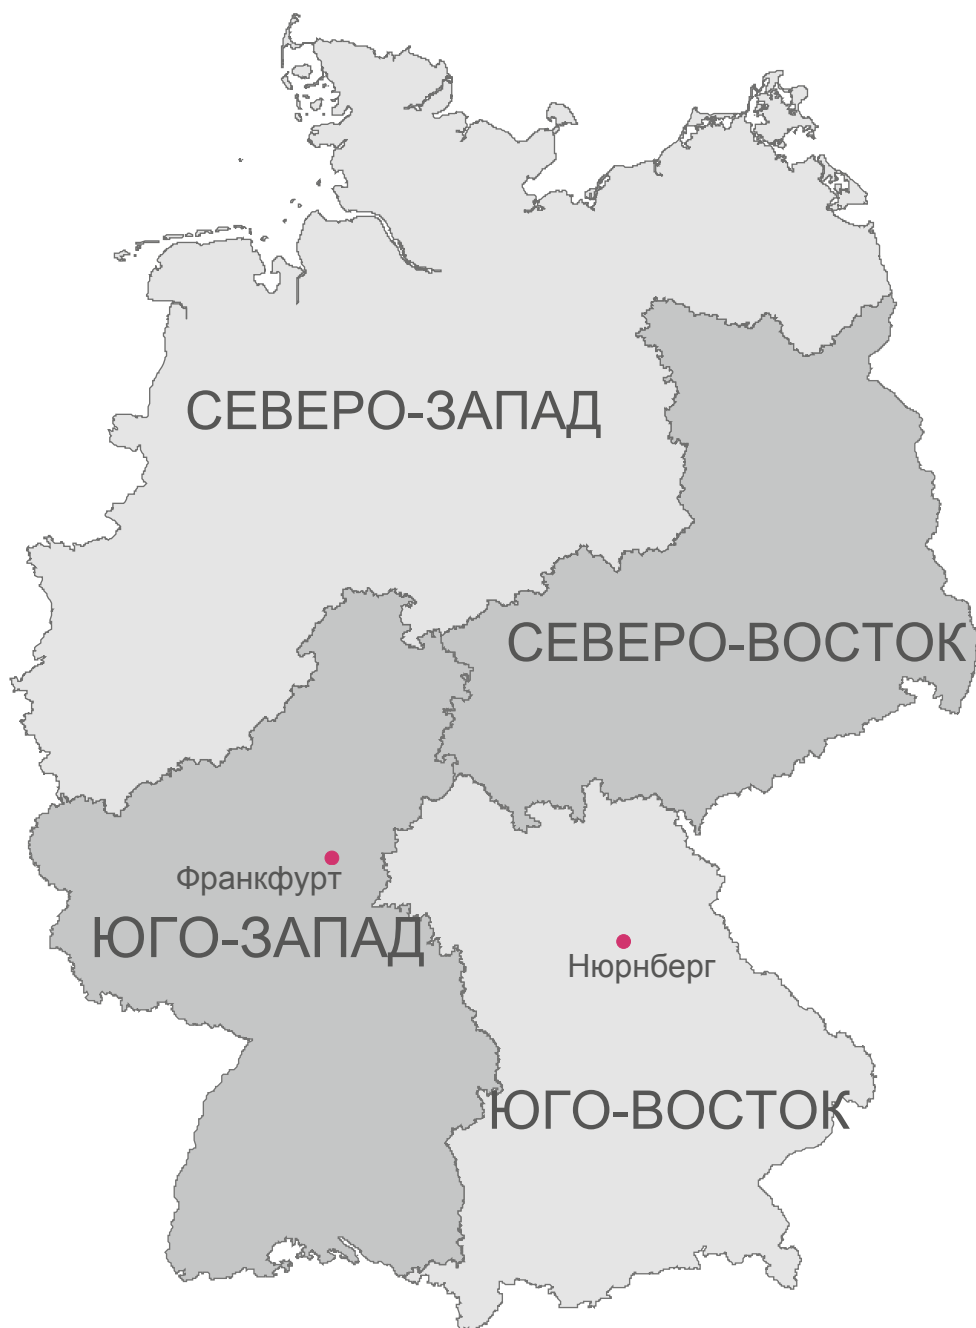 СЕВЕРО-ЗАПАД
СЕВЕРО-ВОСТОК
Франкфурт
ЮГО-ЗАПАД
Нюрнберг
ЮГО-ВОСТОК